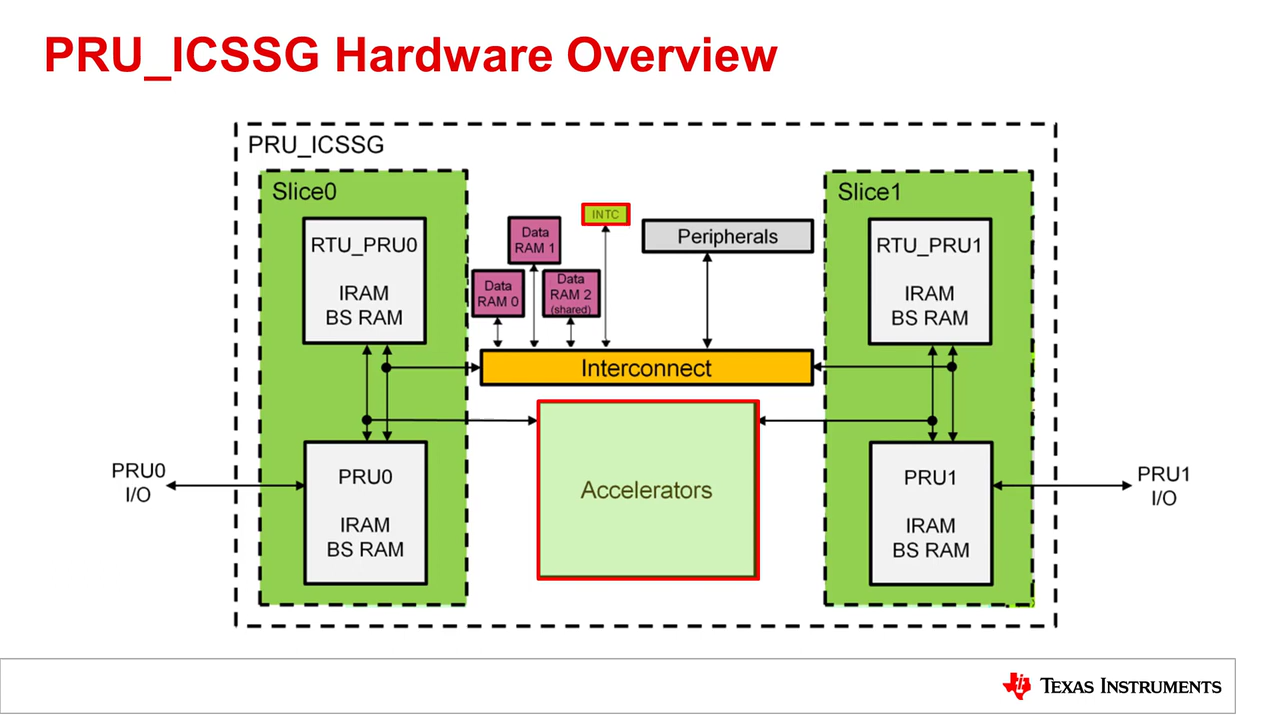 PRU_ICSSG Hardware Overview
PRU_ICSSG
Slice0
RTU_PRU0
IRAM
BS RAM
PRU0
IRAM
BS RAM
PRU0
I/O
Data
RAM 0
Data
RAM 1
Data
RAM 2
(shared)
INTC
Peripherals
Interconnect
Accelerators
Slice1
RTU_PRU1
IRAM
BS RAM
PRU1
IRAM
BS RAM
PRU1
I/O
TEXAS INSTRUMENTS